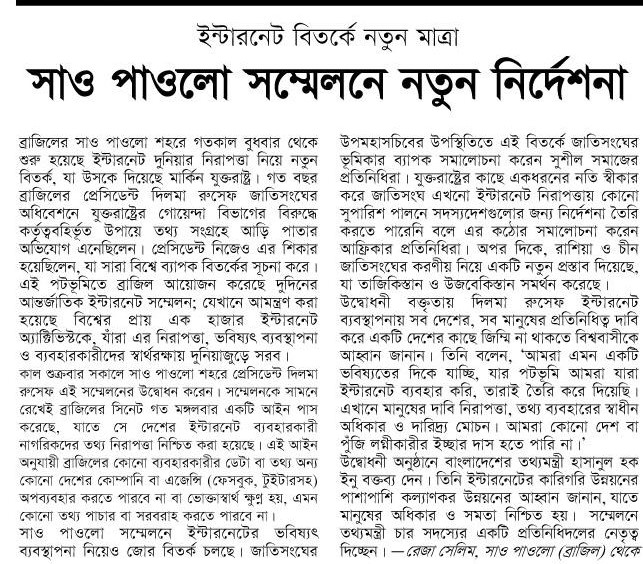 ইন্টারনেট বিতর্কে নতুন মাত্রা
সাও পাওলো সম্মেলনে নতুন নির্দেশনা
ব্রাজিলের সাও পাওলো শহরে গতকাল বুধবার থেকে
শুরু হয়েছে ইন্টারনেট দুনিয়ার নিরাপত্তা নিয়ে নতুন
বিতর্ক, যা উসকে দিয়েছে মার্কিন যুক্তরাষ্ট্র। গত বছর
ব্রাজিলের প্রেসিডেন্ট দিলমা রুসেফ জাতিসংঘের
অধিবেশনে যুক্তরাষ্ট্রের গোয়েন্দা বিভাগের বিরুদ্ধে
কর্তৃত্ববহির্ভূত উপায়ে তথ্য সংগ্রহে আড়ি পাতার
অভিযোগ এনেছিলেন। প্রেসিডেন্ট নিজেও এর শিকার
হয়েছিলেন, যা সারা বিশ্বে ব্যাপক বিতর্কের সূচনা করে।
এই পটভূমিতে ব্রাজিল আয়োজন করেছে দুদিনের
আন্তর্জাতিক ইন্টারনেট সম্মেলন; যেখানে আমন্ত্রণ করা
হয়েছে বিশ্বের প্রায় এক হাজার ইন্টারনেট
অ্যাক্টিভিস্টকে, যাঁরা এর নিরাপত্তা, ভবিষ্যৎ ব্যবস্থাপনা
ও ব্যবহারকারীদের স্বার্থরক্ষায় দুনিয়াজুড়ে সরব।
কাল শুক্রবার সকালে সাও পাওলো শহরে প্রেসিডেন্ট দিলমা
রুসেফ এই সম্মেলনের উদ্বোধন করেন। সম্মেলনকে সামনে
রেখেই ব্রাজিলের সিনেট গত মঙ্গলবার একটি আইন পাস
করেছে, যাতে সে দেশের ইন্টারনেট ব্যবহারকারী
নাগরিকদের তথ্য নিরাপত্তা নিশ্চিত করা হয়েছে। এই আইন
অনুযায়ী ব্রাজিলের কোনো ব্যবহারকারীর ডেটা বা তথ্য অন্য
কোনো দেশের কোম্পানি বা এজেন্সি (ফেসবুক, টুইটারসহ)
অপব্যবহার করতে পারবে না বা ভোক্তাস্বার্থ ক্ষুণ্ন হয়, এমন
কোনো তথ্য পাচার বা সরবরাহ করতে পারবে না।
সাও পাওলো সম্মেলনে ইন্টারনেটের ভবিষ্যৎ
ব্যবস্থাপনা নিয়েও জোর বিতর্ক চলছে। জাতিসংঘের
উপমহাসচিবের উপস্থিতিতে এই বিতর্কে জাতিসংঘের
ভূমিকার ব্যাপক সমালোচনা করেন সুশীল সমাজের
প্রতিনিধিরা। যুক্তরাষ্ট্রের কাছে একধরনের নতি স্বীকার
করে জাতিসংঘ এখনো ইন্টারনেট নিরাপত্তায় কোনো
সুপারিশ পালনে সদস্যদেশগুলোর জন্য নির্দেশনা তৈরি
করতে পারেনি বলে এর কঠোর সমালোচনা করেন
আফ্রিকার প্রতিনিধিরা। অপর দিকে, রাশিয়া ও চীন
জাতিসংঘের করণীয় নিয়ে একটি নতুন প্রস্তাব দিয়েছে,
যা তাজিকিস্তান ও উজবেকিস্তান সমর্থন করেছে।
উদ্বোধনী বক্তৃতায় দিলমা রুসেফ ইন্টারনেট
ব্যবস্থাপনায় সব দেশের, সব মানুষের প্রতিনিধিত্ব দাবি
করে একটি দেশের কাছে জিম্মি না থাকতে বিশ্ববাসীকে
আহ্বান জানান। তিনি বলেন, 'আমরা এমন একটি
ভবিষ্যতের দিকে যাচ্ছি, যার পটভূমি আমরা যারা
ইন্টারনেট ব্যবহার করি, তারাই তৈরি করে দিয়েছি।
এখানে মানুষের দাবি নিরাপত্তা, তথ্য ব্যবহারের স্বাধীন
অধিকার ও দারিদ্র্য মোচন। আমরা কোনো দেশ বা
পুঁজি লগ্নীকারীর ইচ্ছার দাস হতে পারি না।'
উদ্বোধনী অনুষ্ঠানে বাংলাদেশের তথ্যমন্ত্রী হাসানুল হক
ইনু বক্তব্য দেন। তিনি ইন্টারনেটের কারিগরি উন্নয়নের
পাশাপাশি কল্যাণকর উন্নয়নের আহ্বান জানান, যাতে
মানুষের অধিকার ও সমতা নিশ্চিত হয়। সম্মেলনে
তথ্যমন্ত্রী চার সদস্যের একটি প্রতিনিধিদলের নেতৃত্ব
দিচ্ছেন। —রেজা সেলিম, সাও পাওলো (ব্রাজিল) থেকে